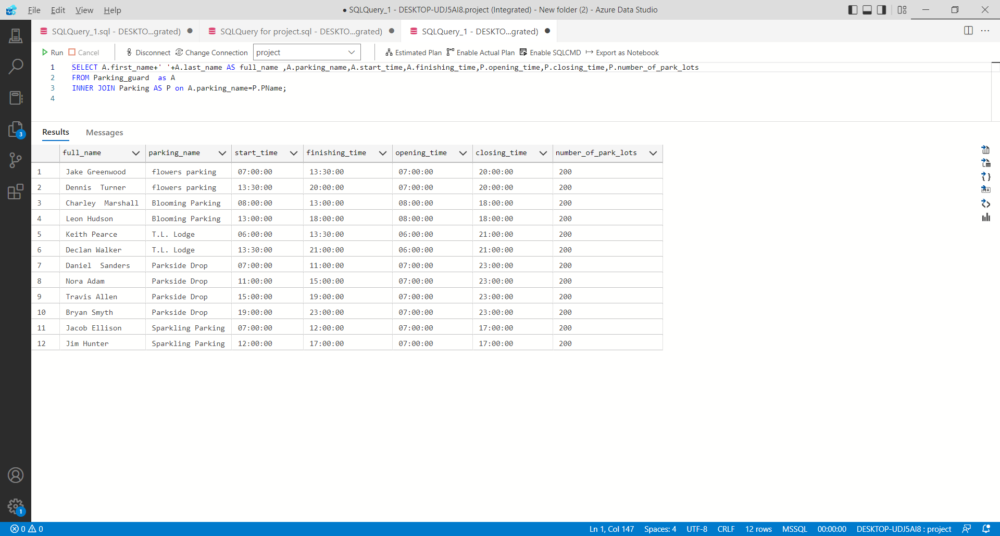 File Edit View Help
● SQLQuery_1 - DESKTOP-UDJ5AI8.project (Integrated) - New folder (2) - Azure Data Studio
SQLQuery_1.sql - DESKTO...grated) ● SQLQuery for project.sql - DESKTO...grated) ● SQLQuery_1 - DESKTO...grated) ●
Run Cancel Disconnect Change Connection project Estimated Plan Enable Actual Plan Enable SQLCMD Export as Notebook
1 SELECT A.first_name+' '+A.last_name AS full_name ,A.parking_name,A.start_time,A.finishing_time,P.opening_time,P.closing_time,P.number_of_park_lots
2 FROM Parking_guard  as A
3 INNER JOIN Parking AS P on A.parking_name=P.PName;
4
3
Results Messages
full_name parking_name start_time finishing_time opening_time closing_time number_of_park_lots
1 Jake Greenwood flowers parking 07:00:00 13:30:00 07:00:00 20:00:00 200
2 Dennis  Turner flowers parking 13:30:00 20:00:00 07:00:00 20:00:00 200
3 Charley  Marshall Blooming Parking 08:00:00 13:00:00 08:00:00 18:00:00 200
4 Leon Hudson Blooming Parking 13:00:00 18:00:00 08:00:00 18:00:00 200
5 Keith Pearce T.L. Lodge 06:00:00 13:30:00 06:00:00 21:00:00 200
6 Declan Walker T.L. Lodge 13:30:00 21:00:00 06:00:00 21:00:00 200
7 Daniel  Sanders Parkside Drop 07:00:00 11:00:00 07:00:00 23:00:00 200
8 Nora Adam Parkside Drop 11:00:00 15:00:00 07:00:00 23:00:00 200
9 Travis Allen Parkside Drop 15:00:00 19:00:00 07:00:00 23:00:00 200
10 Bryan Smyth Parkside Drop 19:00:00 23:00:00 07:00:00 23:00:00 200
11 Jacob Ellison Sparkling Parking 07:00:00 12:00:00 07:00:00 17:00:00 200
12 Jim Hunter Sparkling Parking 12:00:00 17:00:00 07:00:00 17:00:00 200
1
0 0 Ln 1, Col 147 Spaces: 4 UTF-8 CRLF 12 rows MSSQL 00:00:00 DESKTOP-UDJ5AI8 : project